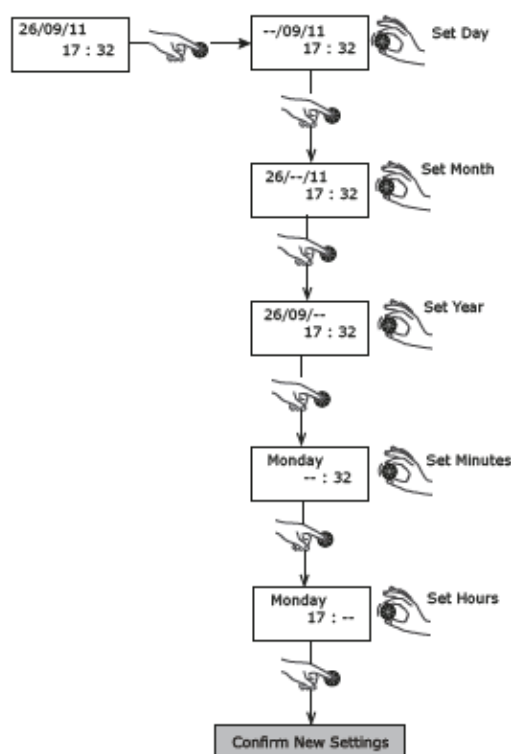 26/09/11
17 : 32
--/09/11
17 : 32
Set Day
26/--/11
17 : 32
Set Month
26/09/--
17 : 32
Set Year
Monday
-- : 32
Set Minutes
Monday
17 : --
Set Hours
Confirm New Settings